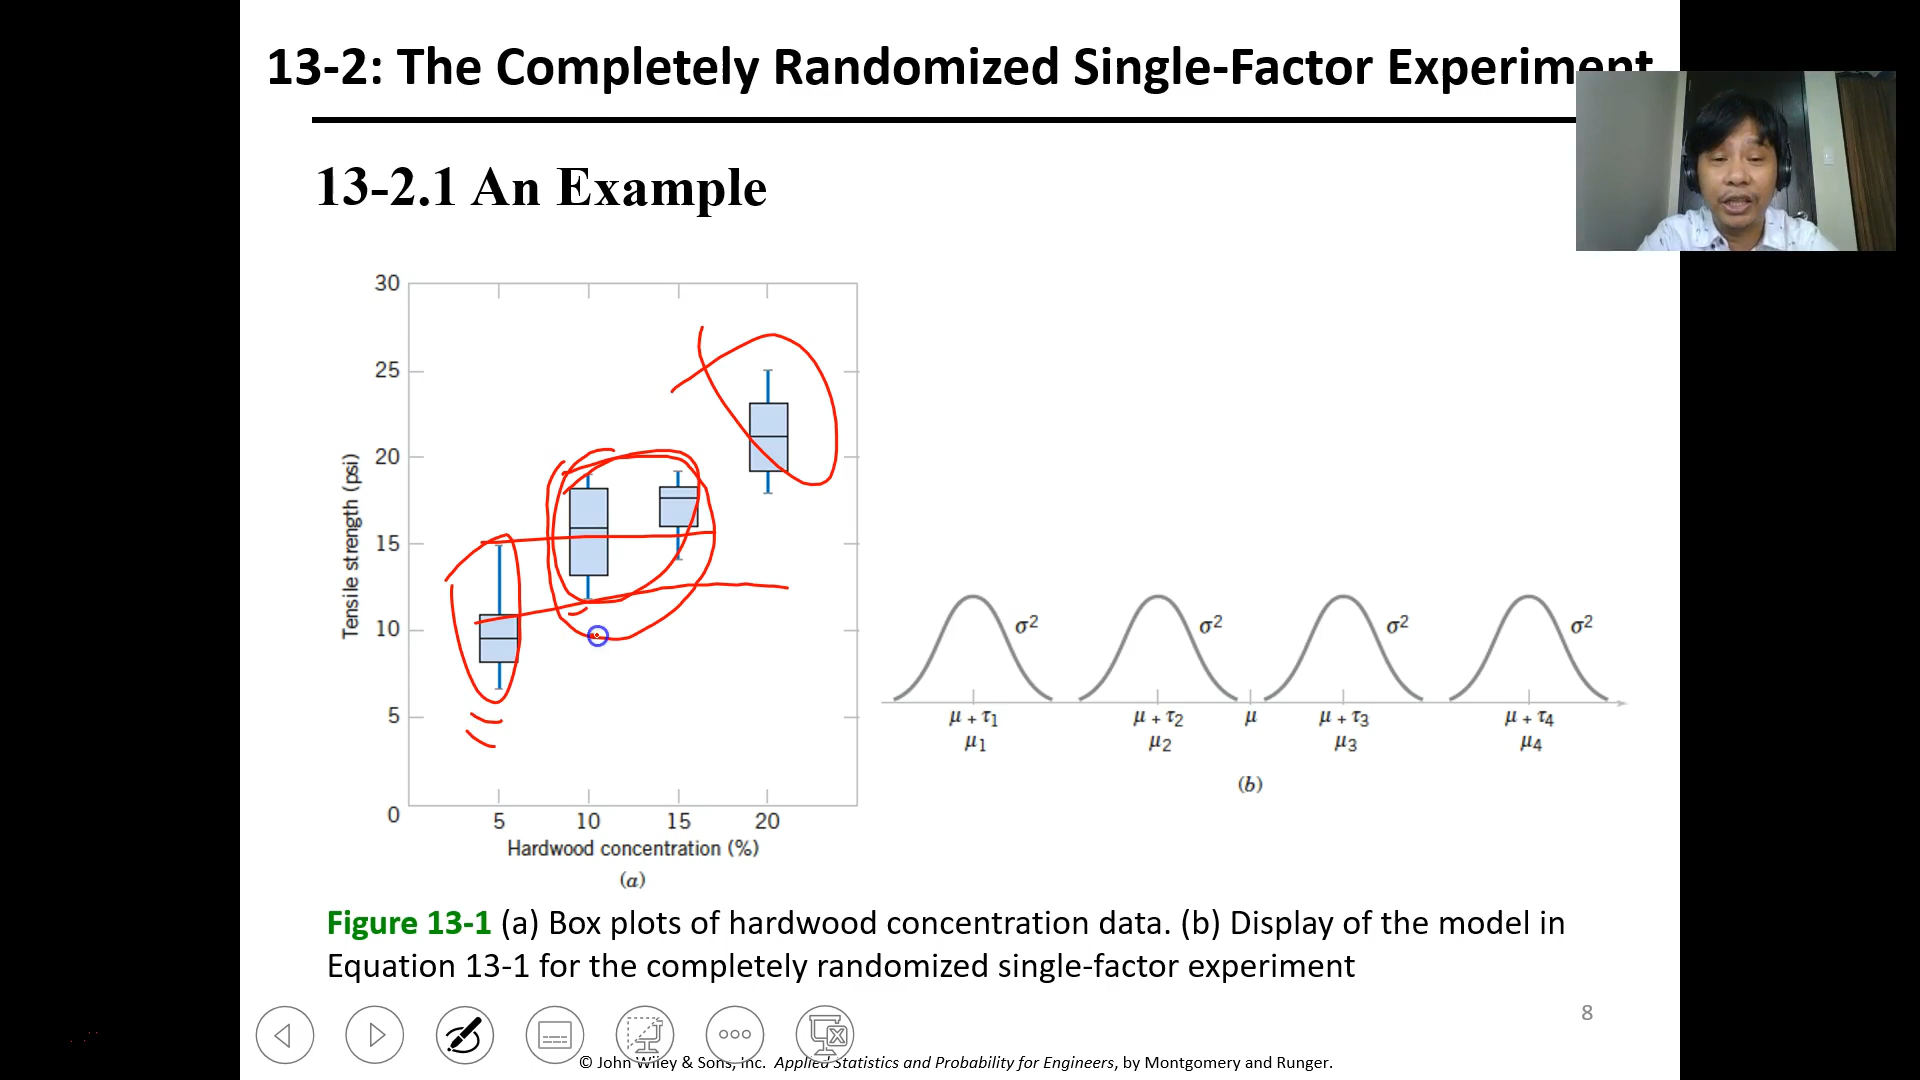 13-2: The Completely Randomized Single-Factor Experiment
13-2.1 An Example
30
25
20
15
10
5
0
Tensile strength (psi)
5 10 15 20
Hardwood concentration (%)
(a)
σ² σ² σ² σ²
μ + τ₁ μ + τ₂ μ μ + τ₃ μ + τ₄
μ₁ μ₂ μ₃ μ₄
(b)
Figure 13-1 (a) Box plots of hardwood concentration data. (b) Display of the model in
Equation 13-1 for the completely randomized single-factor experiment
8
© John Wiley & Sons, Inc. Applied Statistics and Probability for Engineers, by Montgomery and Runger.